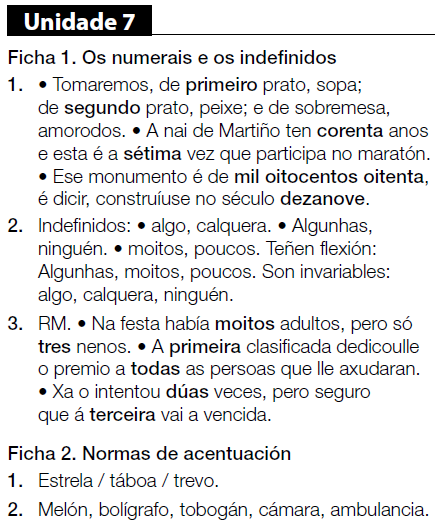 Unidade 7
Ficha 1. Os numerais e os indefinidos
1. • Tomaremos, de primeiro prato, sopa;
de segundo prato, peixe; e de sobremesa,
amorodos. • A nai de Martiño ten corenta anos
e esta é a sétima vez que participa no maratón.
• Ese monumento é de mil oitocentos oitenta,
é dicir, construíuse no século dezanove.
2. Indefinidos: • algo, calquera. • Algunhas,
ninguén. • moitos, poucos. Teñen flexión:
Algunhas, moitos, poucos. Son invariables:
algo, calquera, ninguén.
3. RM. • Na festa había moitos adultos, pero só
tres nenos. • A primeira clasificada dedicoulle
o premio a todas as persoas que lle axudaran.
• Xa o intentou dúas veces, pero seguro
que á terceira vai a vencida.
Ficha 2. Normas de acentuación
1. Estrela / táboa / trevo.
2. Melón, bolígrafo, tobogán, cámara, ambulancia.